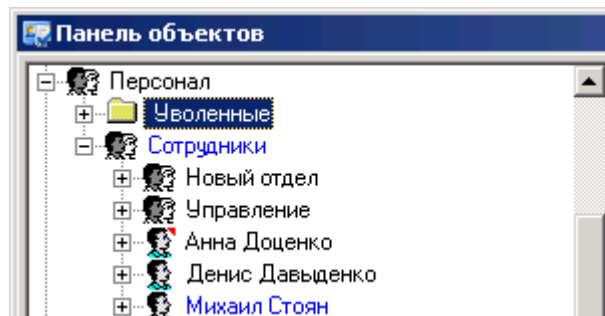 Панель объектов
Персонал
Уволенные
Сотрудники
Новый отдел
Управление
Анна Доценко
Денис Давыденко
Михаил Стоян